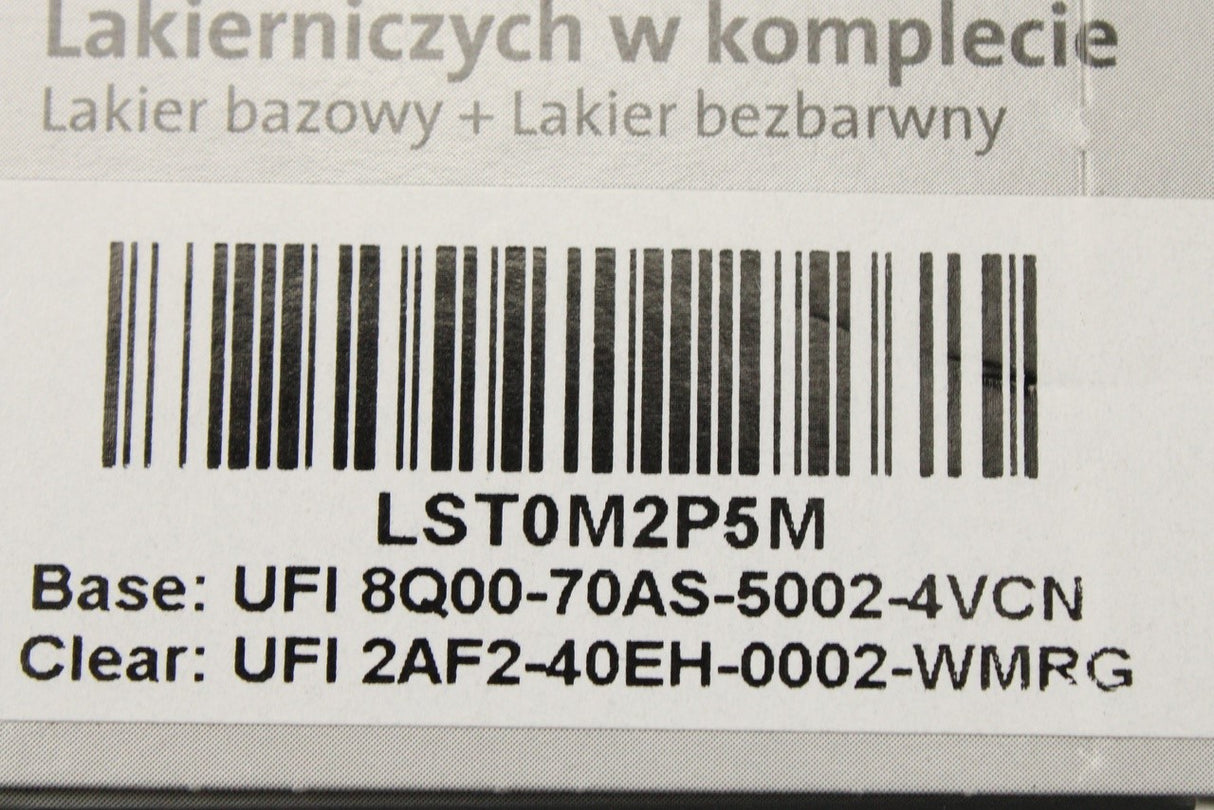 Lakierniczych w komplecie
Lakier bazowy + Lakier bezbarwny
LST0M2P5M
Base: UFI 8Q00-70AS-5002-4VCN
Clear: UFI 2AF2-40EH-0002-WMRG